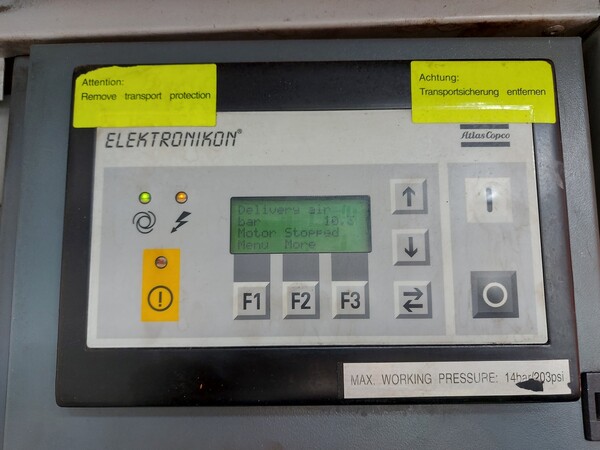 Attention:
Remove transport protection
Achtung:
Transportsicherung entfernen
ELEKTRONIKON®
Atlas Copco
Delivery air
bar 10.3
Motor Stopped
Menu More
F1 F2 F3
MAX. WORKING PRESSURE: 14bar/203psi